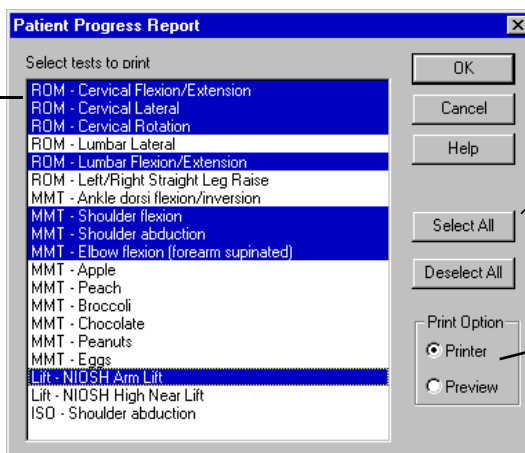 Patient Progress Report
Select tests to print
ROM - Cervical Flexion/Extension
ROM - Cervical Lateral
ROM - Cervical Rotation
ROM - Lumbar Lateral
ROM - Lumbar Flexion/Extension
ROM - Left/Right Straight Leg Raise
MMT - Ankle dorsi flexion/inversion
MMT - Shoulder flexion
MMT - Shoulder abduction
MMT - Elbow flexion (forearm supinated)
MMT - Apple
MMT - Peach
MMT - Broccoli
MMT - Chocolate
MMT - Peanuts
MMT - Eggs
Lift - NIOSH Arm Lift
Lift - NIOSH High Near Lift
ISO - Shoulder abduction
OK
Cancel
Help
Select All
Deselect All
Print Option
Printer
Preview